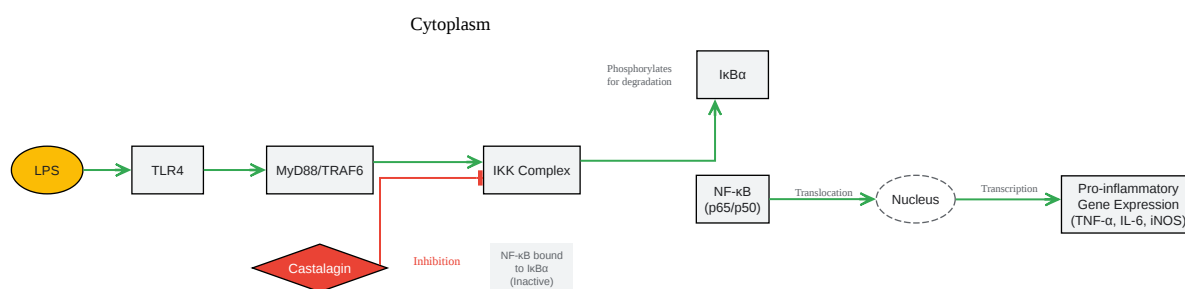 Cytoplasm
Phosphorylates
for degradation
IκBα
LPS
TLR4
MyD88/TRAF6
IKK Complex
NF-κB
(p65/p50)
Translocation
Nucleus
Transcription
Pro-inflammatory
Gene Expression
(TNF-α, IL-6, iNOS)
Castalagin
Inhibition
NF-κB bound
to IκBα
(Inactive)